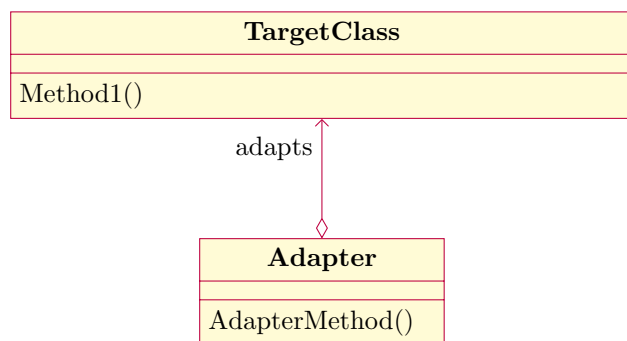 TargetClass
Method1()
adapts
Adapter
AdapterMethod()